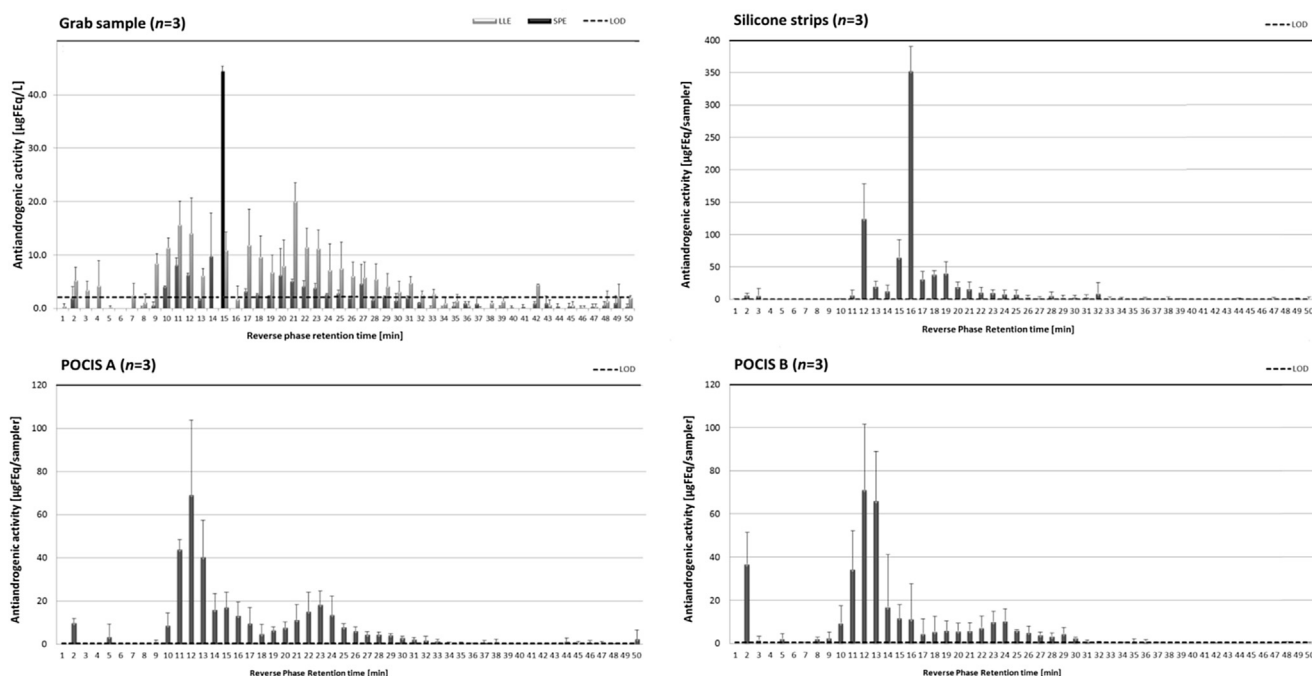 Grab sample (n=3)
LLE SPE LOD
Antiandrogenic activity [µgFEq/L]
40.0
30.0
20.0
10.0
0.0
1 2 3 4 5 6 7 8 9 10 11 12 13 14 15 16 17 18 19 20 21 22 23 24 25 26 27 28 29 30 31 32 33 34 35 36 37 38 39 40 41 42 43 44 45 46 47 48 49 50
Reverse phase retention time [min]
Silicone strips (n=3)
LOD
Antiandrogenic activity [µgFEq/sampler]
400
350
300
250
200
150
100
50
0
1 2 3 4 5 6 7 8 9 10 11 12 13 14 15 16 17 18 19 20 21 22 23 24 25 26 27 28 29 30 31 32 33 34 35 36 37 38 39 40 41 42 43 44 45 46 47 48 49 50
Reverse Phase Retention time [min]
POCIS A (n=3)
LOD
Antiandrogenic activity [µgFEq/sampler]
120
100
80
60
40
20
0
1 2 3 4 5 6 7 8 9 10 11 12 13 14 15 16 17 18 19 20 21 22 23 24 25 26 27 28 29 30 31 32 33 34 35 36 37 38 39 40 41 42 43 44 45 46 47 48 49 50
Reverse Phase Retention time [min]
POCIS B (n=3)
LOD
Antiandrogenic activity [µgFEq/sampler]
120
100
80
60
40
20
0
1 2 3 4 5 6 7 8 9 10 11 12 13 14 15 16 17 18 19 20 21 22 23 24 25 26 27 28 29 30 31 32 33 34 35 36 37 38 39 40 41 42 43 44 45 46 47 48 49 50
Reverse Phase Retention time [min]